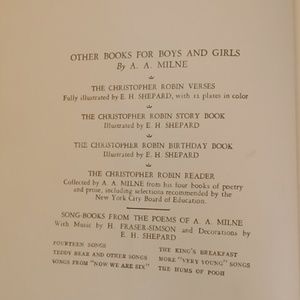 OTHER BOOKS FOR BOYS AND GIRLS
By A. A. MILNE
THE CHRISTOPHER ROBIN VERSES
Fully illustrated by E. H. SHEPARD, with 12 plates in color
THE CHRISTOPHER ROBIN STORY BOOK
Illustrated by E. H. SHEPARD
THE CHRISTOPHER ROBIN BIRTHDAY BOOK
Illustrated by E. H. SHEPARD
THE CHRISTOPHER ROBIN READER
Collected by A. A. MILNE from his four books of poetry
and prose, including selections recommended by the
New York City Board of Education.
SONG-BOOKS FROM THE POEMS OF A. A. MILNE
With Music by H. FRASER-SIMSON and Decorations by
E. H. SHEPARD
FOURTEEN SONGS
TEDDY BEAR AND OTHER SONGS
SONGS FROM "NOW WE ARE SIX"
THE KING'S BREAKFAST
MORE "VERY YOUNG" SONGS
THE HUMS OF POOH